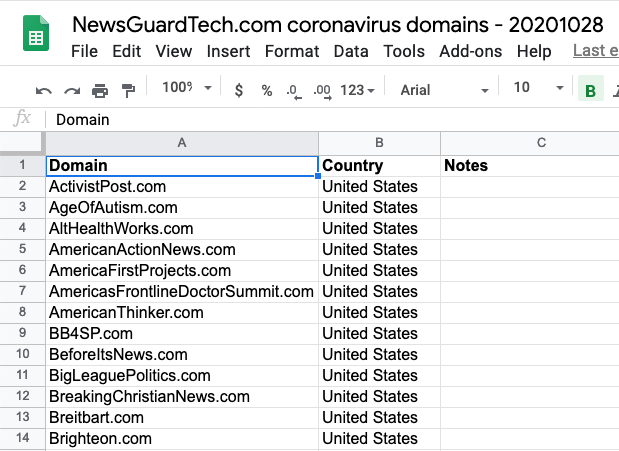 NewsGuardTech.com coronavirus domains - 20201028
File Edit View Insert Format Data Tools Add-ons Help Last e
$ % .0 .00 123 Arial 10 B
fx Domain
A B C
1 Domain Country Notes
2 ActivistPost.com United States
3 AgeOfAutism.com United States
4 AltHealthWorks.com United States
5 AmericanActionNews.com United States
6 AmericaFirstProjects.com United States
7 AmericasFrontlineDoctorSummit.com United States
8 AmericanThinker.com United States
9 BB4SP.com United States
10 BeforeItsNews.com United States
11 BigLeaguePolitics.com United States
12 BreakingChristianNews.com United States
13 Breitbart.com United States
14 Brighteon.com United States